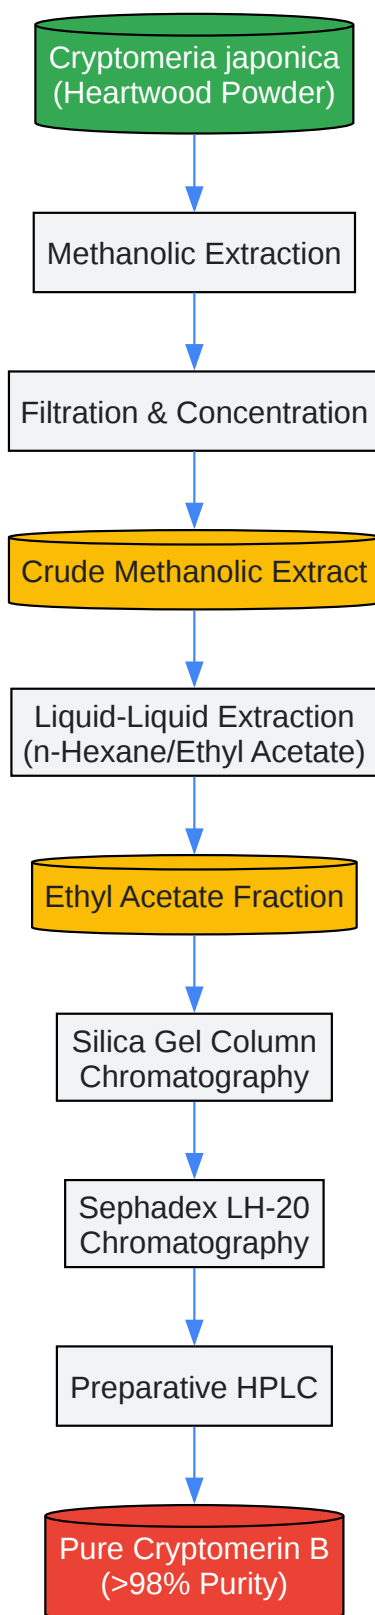 Cryptomeria japonica
(Heartwood Powder)
Methanolic Extraction
Filtration & Concentration
Crude Methanolic Extract
Liquid-Liquid Extraction
(n-Hexane/Ethyl Acetate)
Ethyl Acetate Fraction
Silica Gel Column
Chromatography
Sephadex LH-20
Chromatography
Preparative HPLC
Pure Cryptomerin B
(>98% Purity)